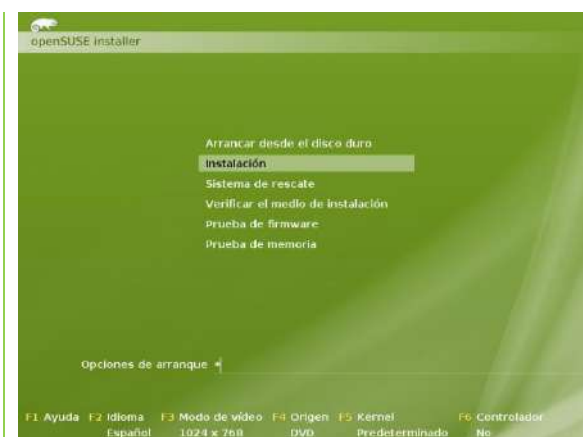 openSUSE installer
Arrancar desde el disco duro
Instalación
Sistema de rescate
Verificar el medio de instalación
Prueba de firmware
Prueba de memoria
Opciones de arranque
F1 Ayuda F2 Idioma F3 Modo de vídeo F4 Origen F5 Kernel F6 Controlador
Español 1024 x 768 DVD Predeterminado No